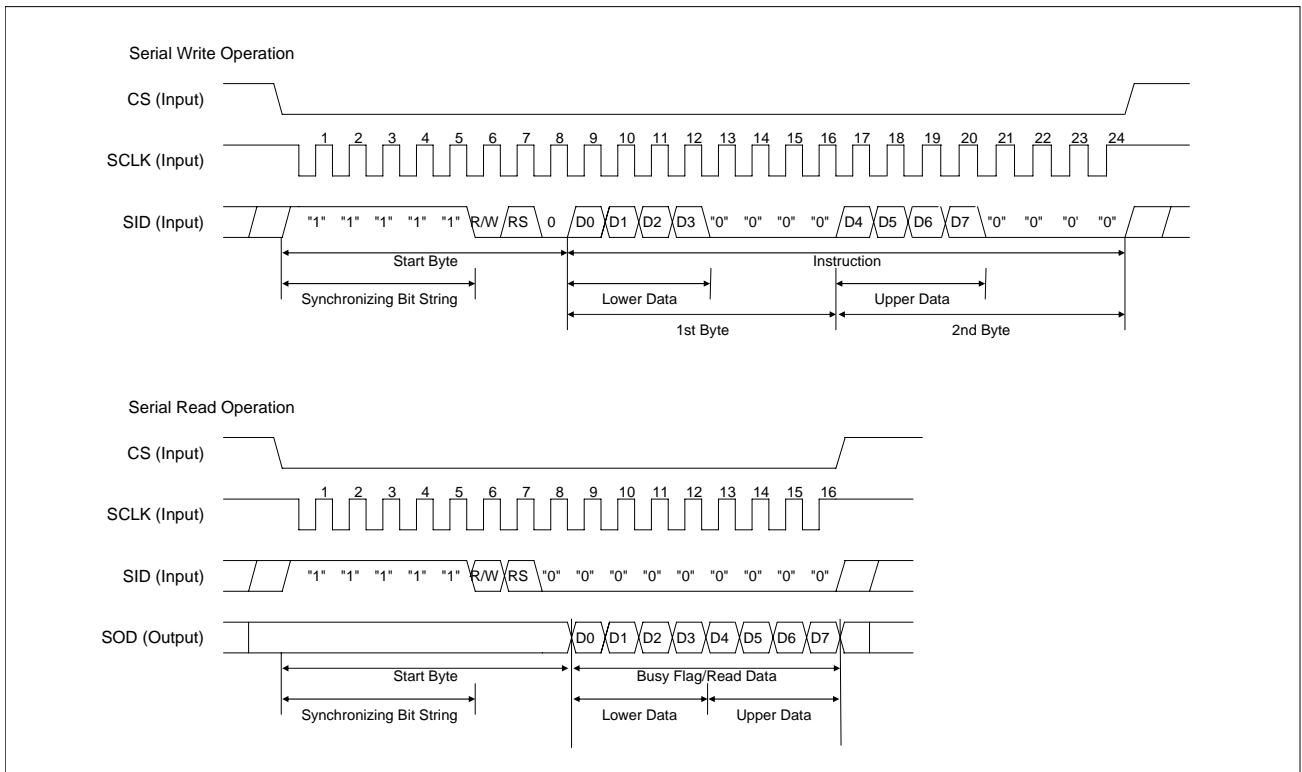 Serial Write Operation
CS (Input)
1 2 3 4 5 6 7 8 9 10 11 12 13 14 15 16 17 18 19 20 21 22 23 24
SCLK (Input)
SID (Input) "1" "1" "1" "1" "1" R/W RS 0 D0 D1 D2 D3 "0" "0" "0" "0" D4 D5 D6 D7 "0" "0" "0' "0"
Start Byte Instruction
Synchronizing Bit String Lower Data Upper Data
1st Byte 2nd Byte
Serial Read Operation
CS (Input)
1 2 3 4 5 6 7 8 9 10 11 12 13 14 15 16
SCLK (Input)
SID (Input) "1" "1" "1" "1" "1" R/W RS "0" "0" "0" "0" "0" "0" "0" "0" "0"
SOD (Output) D0 D1 D2 D3 D4 D5 D6 D7
Start Byte Busy Flag/Read Data
Synchronizing Bit String Lower Data Upper Data